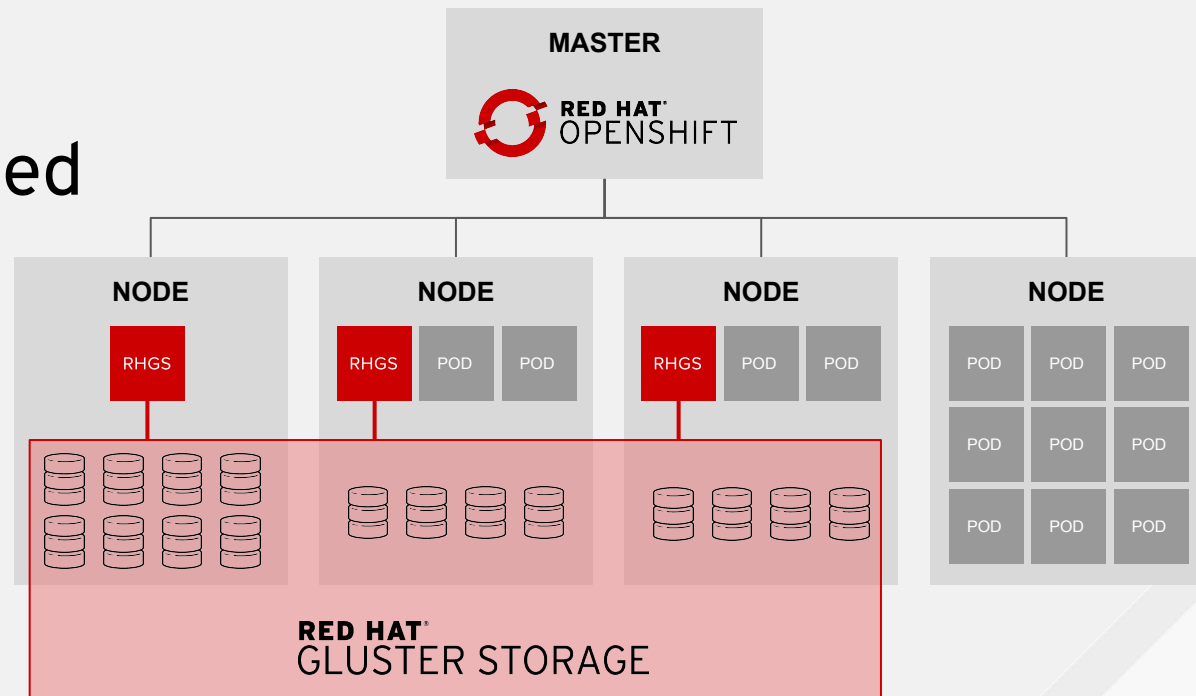 MASTER
RED HAT®
OPENSHIFT
ed
NODE NODE NODE NODE
RHGS RHGS POD POD RHGS POD POD POD POD POD
POD POD POD
POD POD POD
RED HAT®
GLUSTER STORAGE